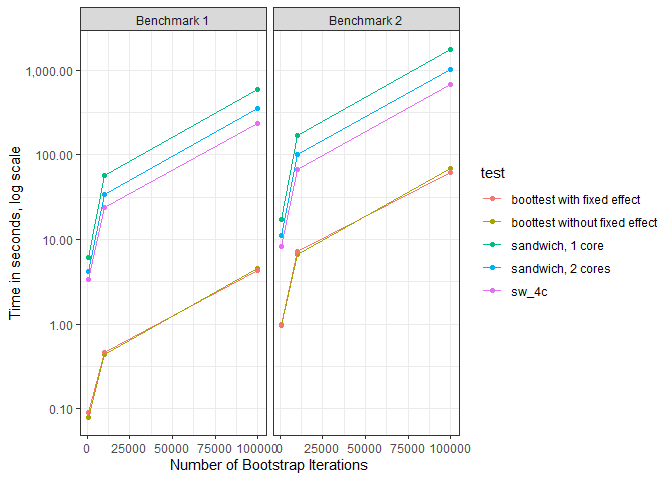 Benchmark 1
Benchmark 2
1,000.00
100.00
10.00
1.00
0.10
Time in seconds, log scale
0 25000 50000 75000 100000
0 25000 50000 75000 100000
Number of Bootstrap Iterations
test
boottest with fixed effect
boottest without fixed effect
sandwich, 1 core
sandwich, 2 cores
sw_4c